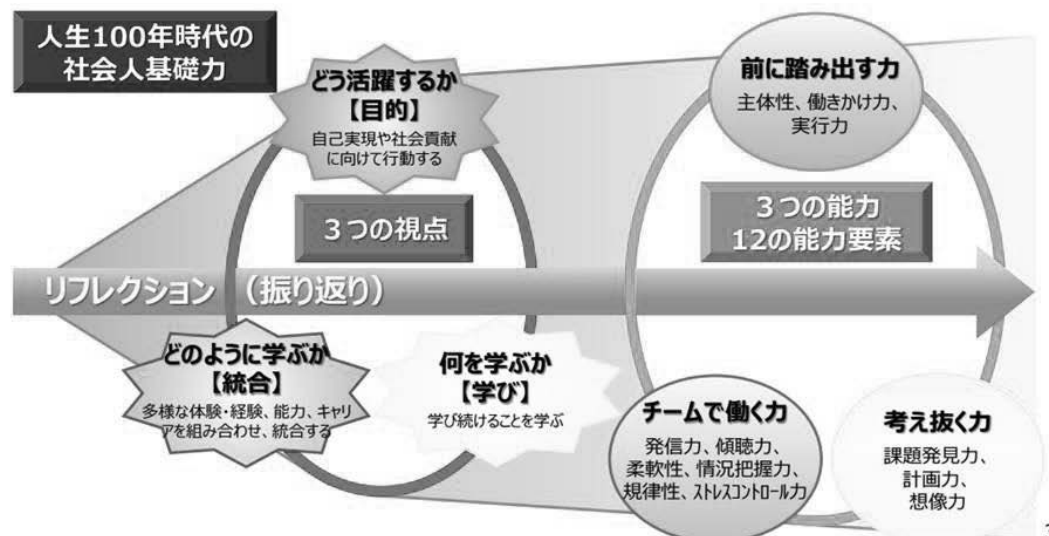 人生100年時代の
社会人基礎力
どう活躍するか
【目的】
自己実現や社会貢献
に向けて行動する
3つの視点
リフレクション (振り返り)
どのように学ぶか
【統合】
多様な体験・経験、能力、キャリ
アを組み合わせ、統合する
何を学ぶか
【学び】
学び続けることを学ぶ
前に踏み出す力
主体性、働きかけ力、
実行力
3つの能力
12の能力要素
チームで働く力
発信力、傾聴力、
柔軟性、情況把握力、
規律性、ストレスコントロール力
考え抜く力
課題発見力、
計画力、
想像力